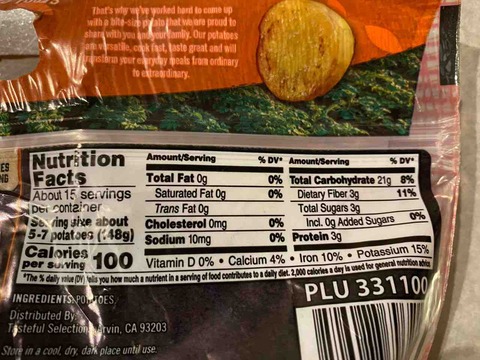 That's why we've worked hard to come up
with a bite-size potato that we are proud to
share with you and your family. Our potatoes
are versatile, cook fast, taste great and will
transform your everyday meals from ordinary
to extraordinary.
Nutrition
Facts
About 15 servings
per container
Serving size about
5-7 potatoes (148g)
Calories
per serving 100
Amount/Serving % DV*
Total Fat 0g 0%
Saturated Fat 0g 0%
Trans Fat 0g
Cholesterol 0mg 0%
Sodium 10mg 0%
Amount/Serving % DV*
Total Carbohydrate 21g 8%
Dietary Fiber 3g 11%
Total Sugars 3g
Incl. 0g Added Sugars 0%
Protein 3g
Vitamin D 0% • Calcium 4% • Iron 10% • Potassium 15%
*The % daily value (DV) tells you how much a nutrient in a serving of food contributes to a daily diet. 2,000 calories a day is used for general nutrition advice
PLU 331100
INGREDIENTS: POTATOES.
Distributed By:
Tasteful Selections Arvin, CA 93203
Store in a cool, dry, dark place until use.